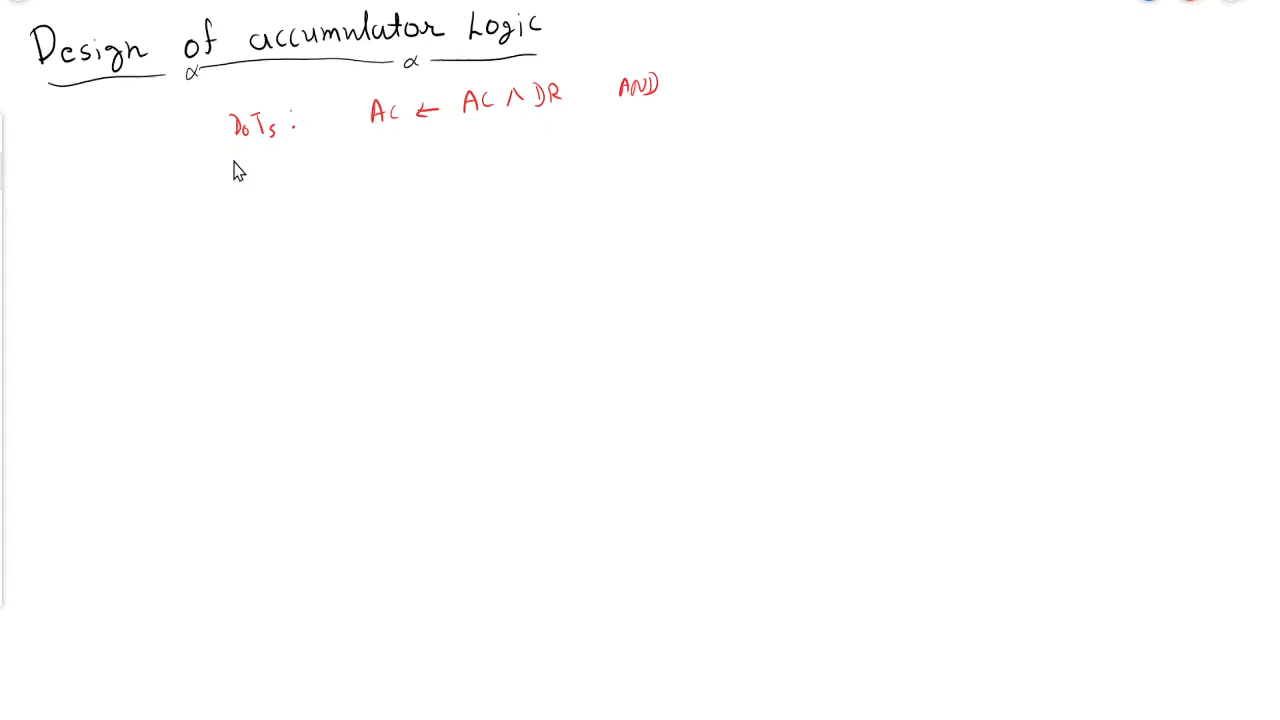 Design of accumulator Logic
D₀T₅ : AC ← AC ∧ DR AND